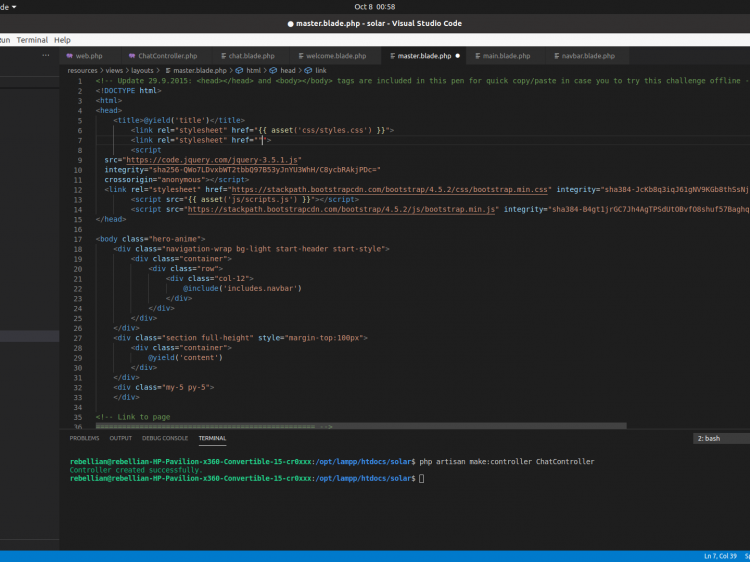 de
Oct 8 00:58
● master.blade.php - solar - Visual Studio Code
Run Terminal Help
...
web.php ChatController.php chat.blade.php welcome.blade.php master.blade.php ● main.blade.php navbar.blade.php
resources > views > layouts > master.blade.php > html > head > link
1 <!-- Update 29.9.2015: <head></head> and <body></body> tags are included in this pen for quick copy/paste in case you to try this challenge offline -
2 <!DOCTYPE html>
3 <html>
4 <head>
5 <title>@yield('title')</title>
6 <link rel="stylesheet" href="{{ asset('css/styles.css') }}">
7 <link rel="stylesheet" href="">
8 <script
9 src="https://code.jquery.com/jquery-3.5.1.js"
10 integrity="sha256-QWo7LDvxbWT2tbbQ97B53yJnYU3WhH/C8ycbRAkjPDc="
11 crossorigin="anonymous"></script>
12 <link rel="stylesheet" href="https://stackpath.bootstrapcdn.com/bootstrap/4.5.2/css/bootstrap.min.css" integrity="sha384-JcKb8q3iqJ61gNV9KGb8thSsNj
13 <script src="{{ asset('js/scripts.js') }}"></script>
14 <script src="https://stackpath.bootstrapcdn.com/bootstrap/4.5.2/js/bootstrap.min.js" integrity="sha384-B4gt1jrGC7Jh4AgTPSdUtOBvfO8shuf57Baghq
15 </head>
16
17 <body class="hero-anime">
18 <div class="navigation-wrap bg-light start-header start-style">
19 <div class="container">
20 <div class="row">
21 <div class="col-12">
22 @include('includes.navbar')
23 </div>
24 </div>
25 </div>
26 </div>
27 <div class="section full-height" style="margin-top:100px">
28 <div class="container">
29 @yield('content')
30 </div>
31 </div>
32 <div class="my-5 py-5">
33 </div>
34
35 <!-- Link to page
36 ================================================== -->
PROBLEMS OUTPUT DEBUG CONSOLE TERMINAL 2: bash
rebellian@rebellian-HP-Pavilion-x360-Convertible-15-cr0xxx:/opt/lampp/htdocs/solar$ php artisan make:controller ChatController
Controller created successfully.
rebellian@rebellian-HP-Pavilion-x360-Convertible-15-cr0xxx:/opt/lampp/htdocs/solar$
Ln 7, Col 39 Sp